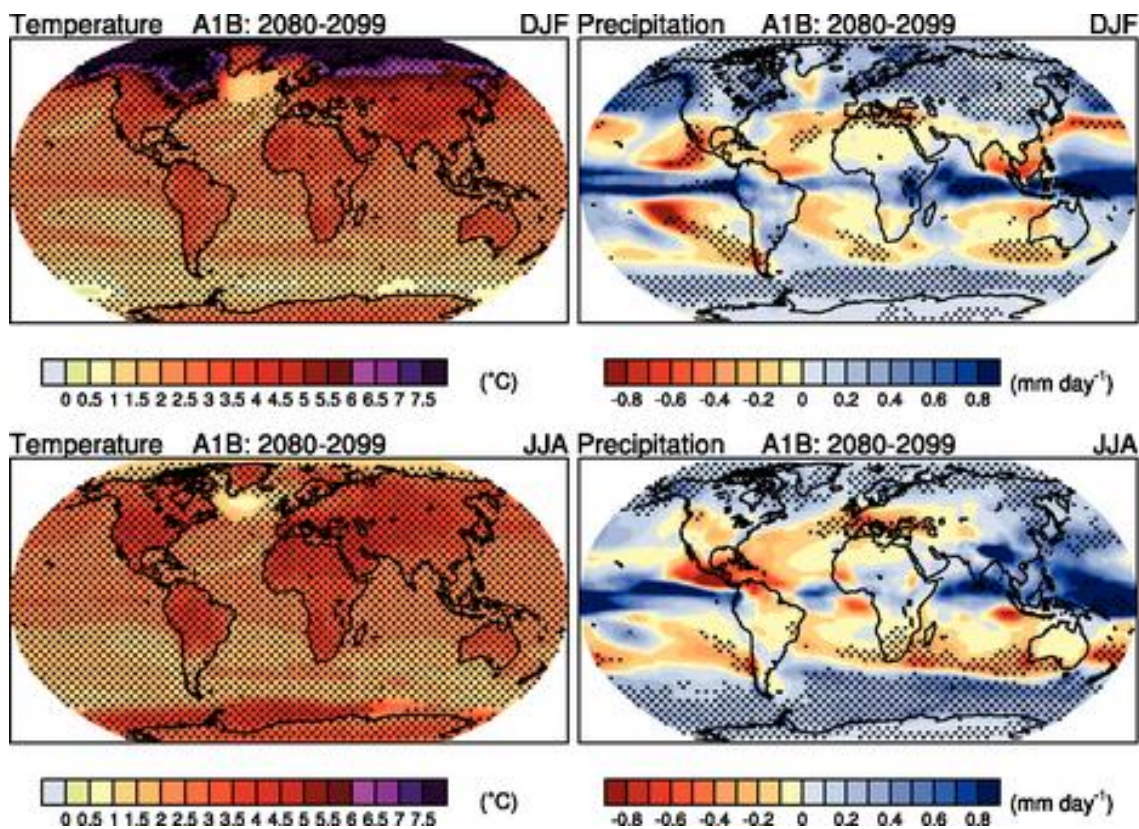 Temperature A1B: 2080-2099 DJF
Precipitation A1B: 2080-2099 DJF
0 0.5 1 1.5 2 2.5 3 3.5 4 4.5 5 5.5 6 6.5 7 7.5 (°C)
-0.8 -0.6 -0.4 -0.2 0 0.2 0.4 0.6 0.8 (mm day⁻¹)
Temperature A1B: 2080-2099 JJA
Precipitation A1B: 2080-2099 JJA
0 0.5 1 1.5 2 2.5 3 3.5 4 4.5 5 5.5 6 6.5 7 7.5 (°C)
-0.8 -0.6 -0.4 -0.2 0 0.2 0.4 0.6 0.8 (mm day⁻¹)